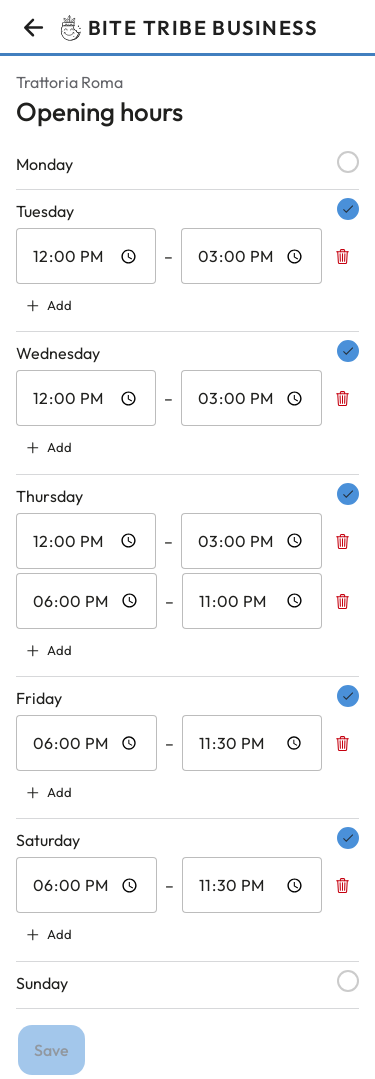 BITE TRIBE BUSINESS
Trattoria Roma
Opening hours
Monday
Tuesday
12:00 PM – 03:00 PM
+ Add
Wednesday
12:00 PM – 03:00 PM
+ Add
Thursday
12:00 PM – 03:00 PM
06:00 PM – 11:00 PM
+ Add
Friday
06:00 PM – 11:30 PM
+ Add
Saturday
06:00 PM – 11:30 PM
+ Add
Sunday
Save